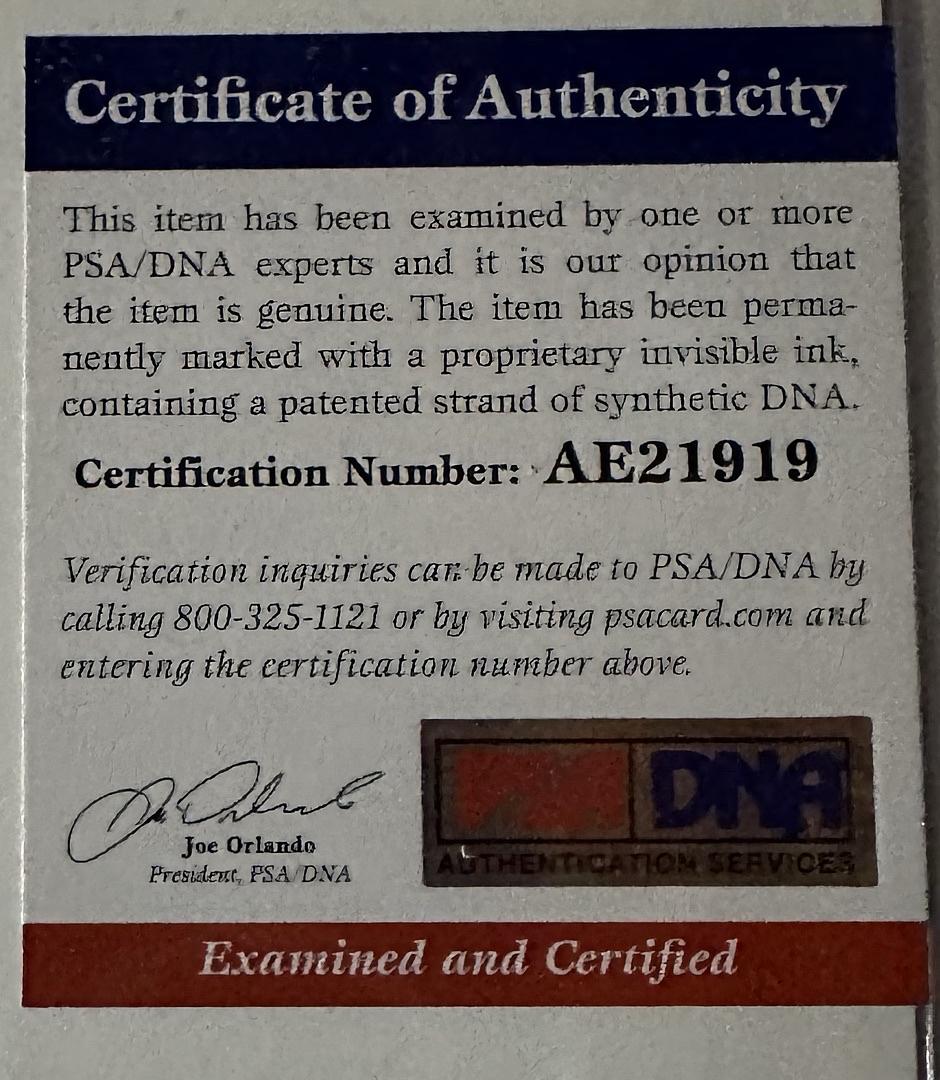 Certificate of Authenticity
This item has been examined by one or more
PSA/DNA experts and it is our opinion that
the item is genuine. The item has been perma-
nently marked with a proprietary invisible ink,
containing a patented strand of synthetic DNA.
Certification Number: AE21919
Verification inquiries can be made to PSA/DNA by
calling 800-325-1121 or by visiting psacard.com and
entering the certification number above.
Joe Orlando
President, PSA/DNA
DNA
AUTHENTICATION SERVICES
Examined and Certified